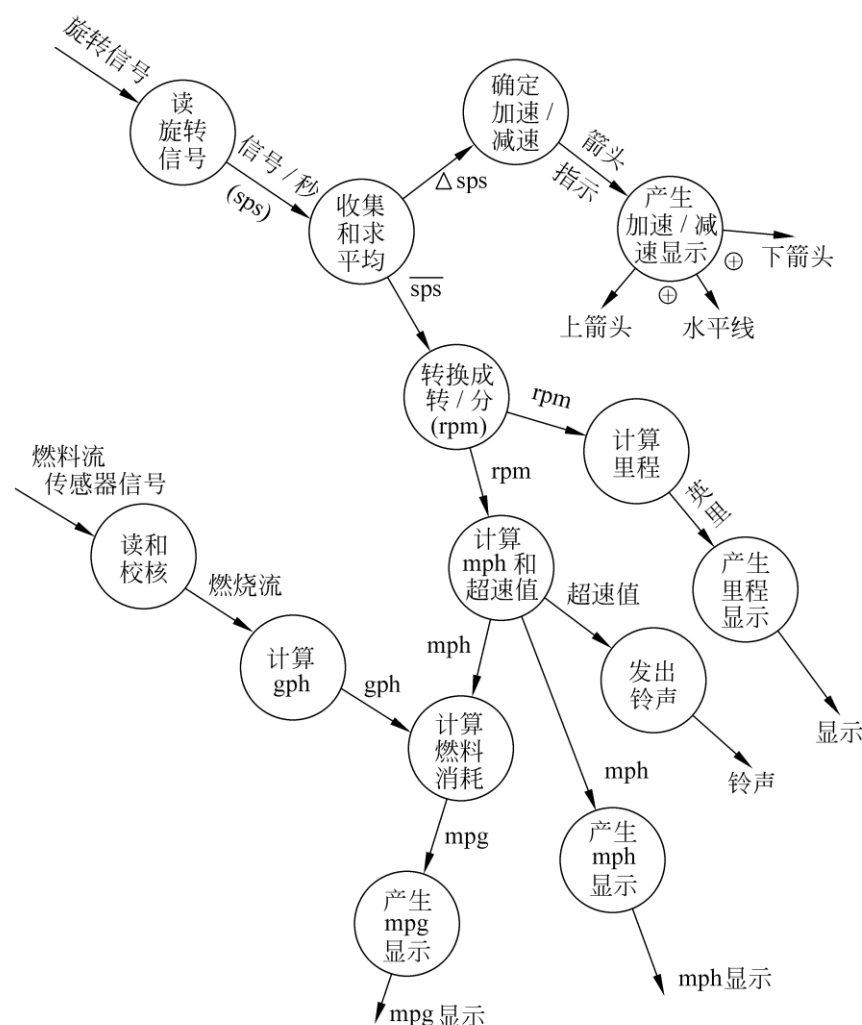 旋转信号
读
旋转
信号
信号/秒
(sps)
收集
和求
平均
△sps
确定
加速/
减速
箭头
指示
产生
加速/减
速显示
⊕
⊕
下箭头
上箭头
水平线
s̅p̅s̅
转换成
转/分
(rpm)
rpm
计算
里程
英里
产生
里程
显示
显示
rpm
计算
mph 和
超速值
超速值
发出
铃声
铃声
燃料流
传感器信号
读和
校核
燃烧流
计算
gph
gph
mph
计算
燃料
消耗
mpg
产生
mpg
显示
mpg 显示
mph
产生
mph
显示
mph 显示